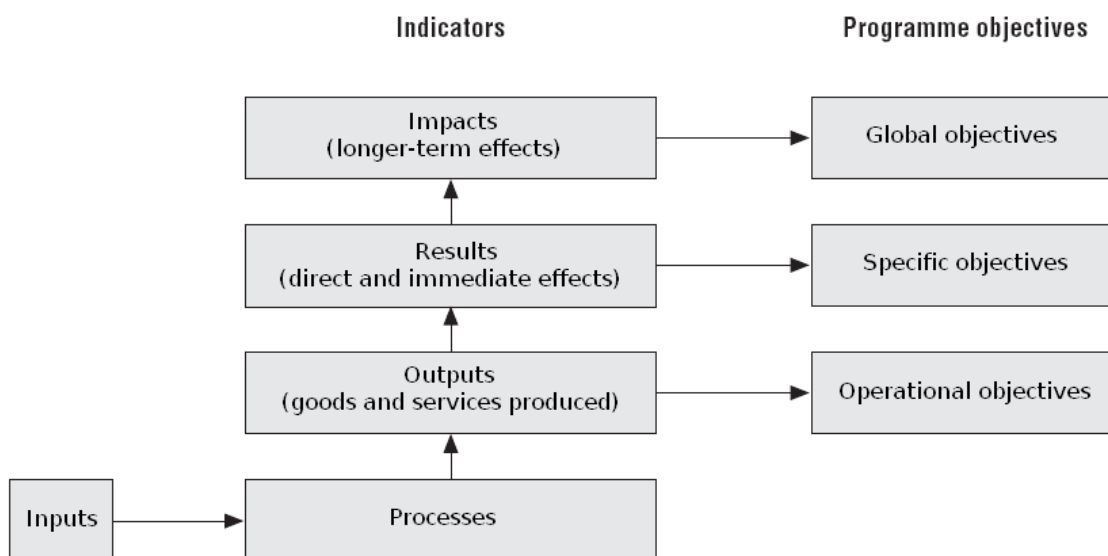 Indicators
Programme objectives
Impacts
(longer-term effects)
Global objectives
Results
(direct and immediate effects)
Specific objectives
Outputs
(goods and services produced)
Operational objectives
Inputs
Processes